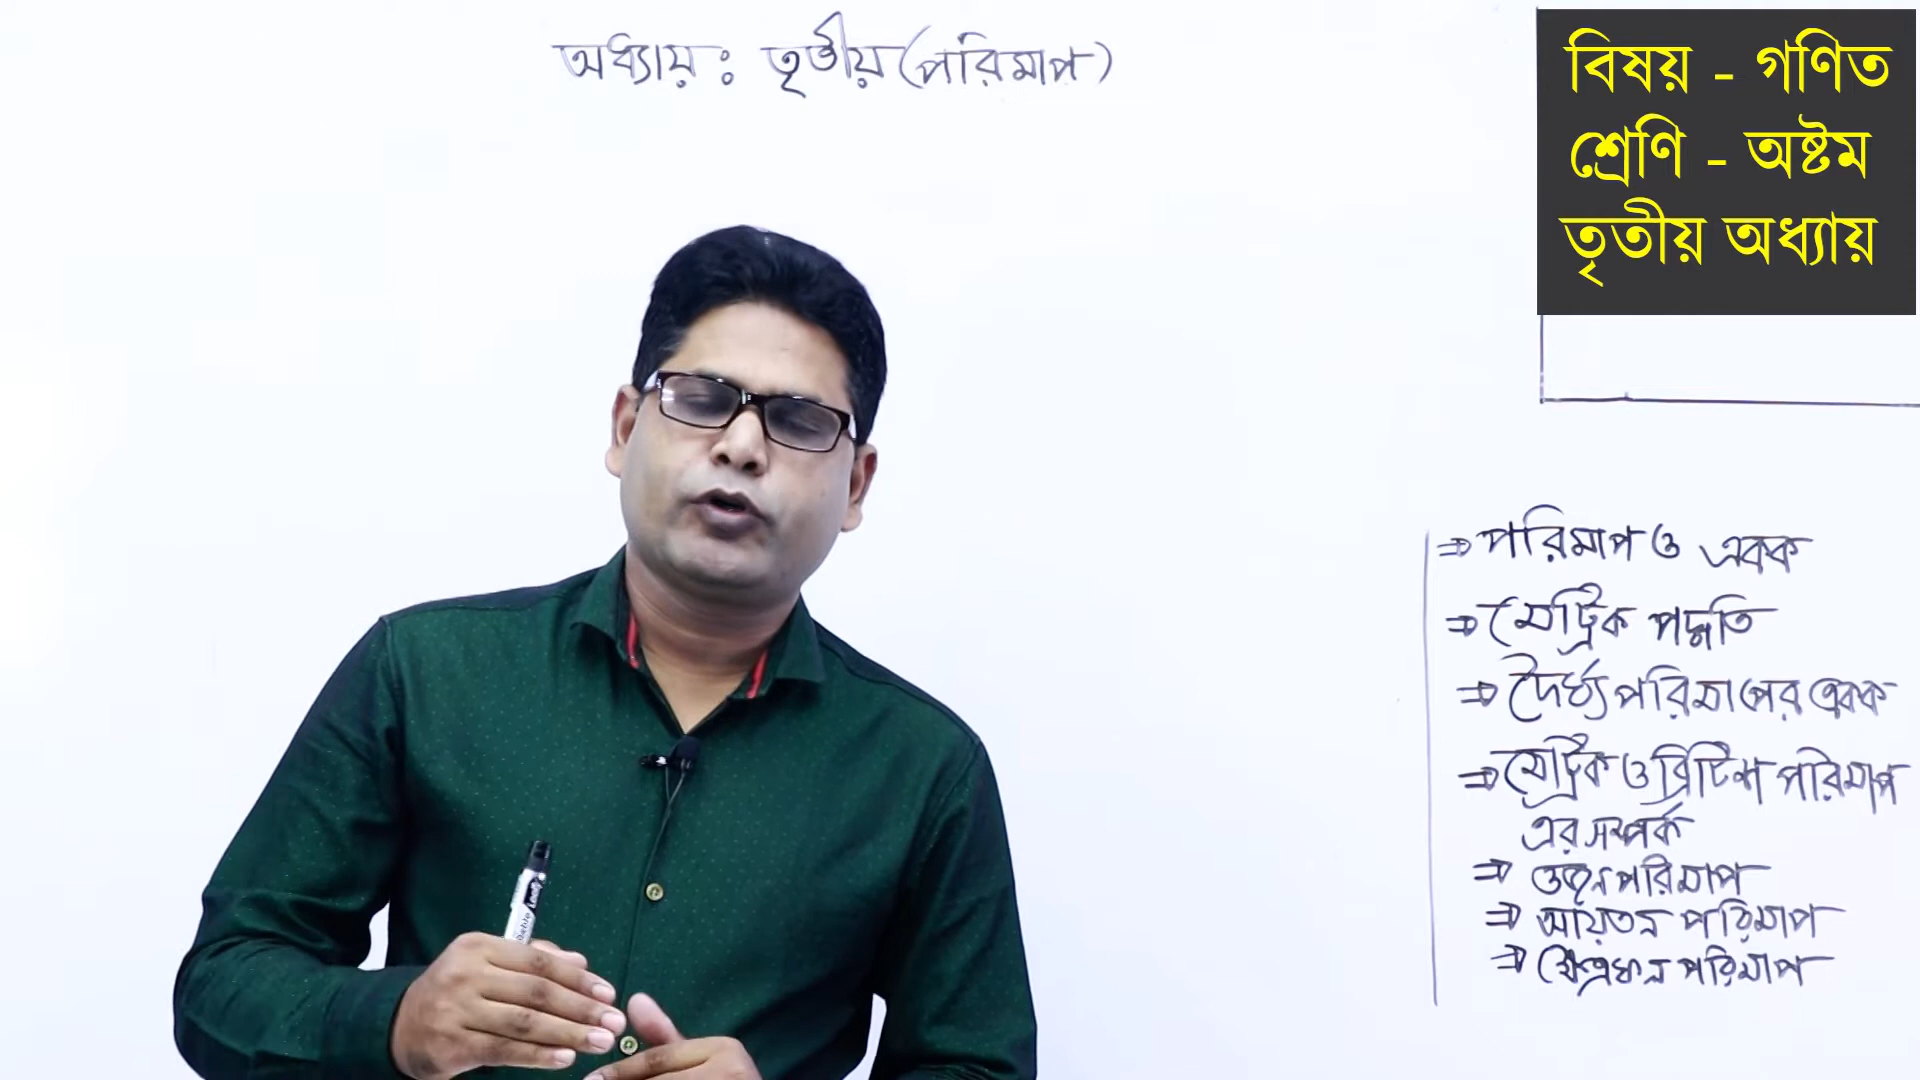 অধ্যায় : তৃতীয় (পরিমাপ)
বিষয় - গণিত
শ্রেণি - অষ্টম
তৃতীয় অধ্যায়
⇒ পরিমাপ ও একক
⇒ মেট্রিক পদ্ধতি
⇒ দৈর্ঘ্য পরিমাপের একক
⇒ মেট্রিক ও ব্রিটিশ পরিমাপ
এর সম্পর্ক
⇒ ওজন পরিমাপ
⇒ আয়তন পরিমাপ
⇒ ক্ষেত্রফল পরিমাপ